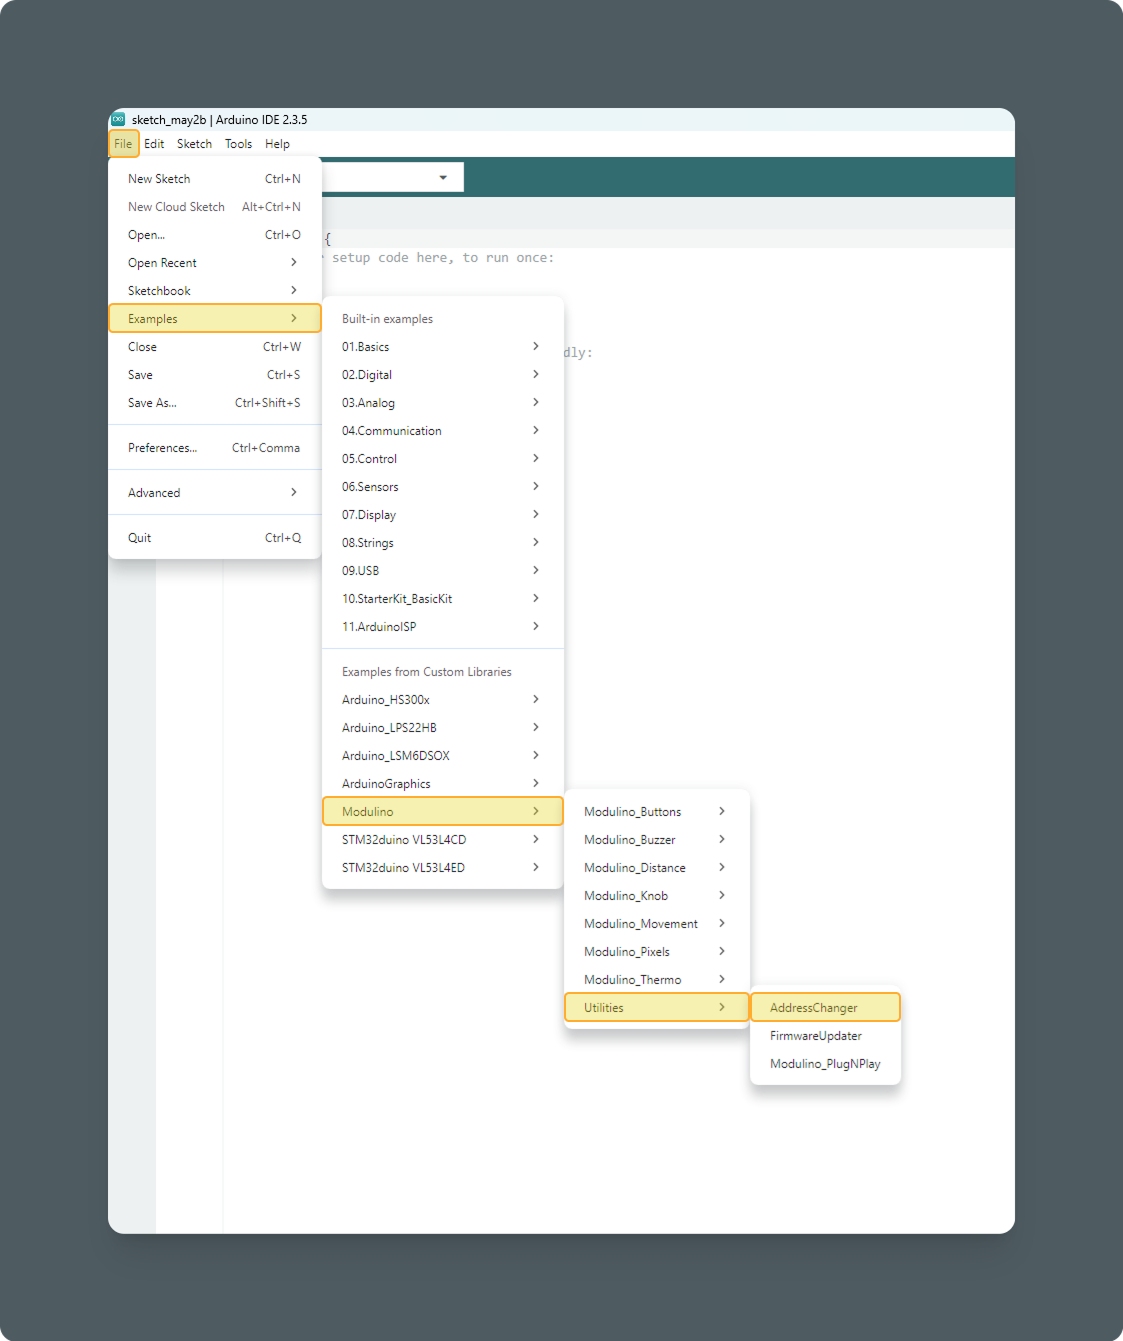 sketch_may2b | Arduino IDE 2.3.5
File Edit Sketch Tools Help
New Sketch Ctrl+N
New Cloud Sketch Alt+Ctrl+N
Open... Ctrl+O
Open Recent
Sketchbook
Examples
Close Ctrl+W
Save Ctrl+S
Save As... Ctrl+Shift+S
Preferences... Ctrl+Comma
Advanced
Quit Ctrl+Q
{
setup code here, to run once:
dly:
Built-in examples
01.Basics
02.Digital
03.Analog
04.Communication
05.Control
06.Sensors
07.Display
08.Strings
09.USB
10.StarterKit_BasicKit
11.ArduinoISP
Examples from Custom Libraries
Arduino_HS300x
Arduino_LPS22HB
Arduino_LSM6DSOX
ArduinoGraphics
Modulino
STM32duino VL53L4CD
STM32duino VL53L4ED
Modulino_Buttons
Modulino_Buzzer
Modulino_Distance
Modulino_Knob
Modulino_Movement
Modulino_Pixels
Modulino_Thermo
Utilities
AddressChanger
FirmwareUpdater
Modulino_PlugNPlay